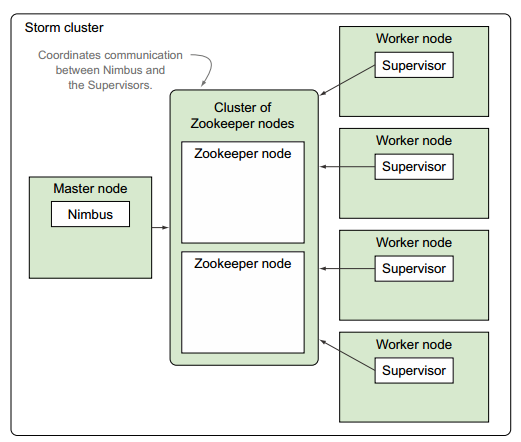 Storm cluster
Coordinates communication
between Nimbus and
the Supervisors.
Master node
Nimbus
Cluster of
Zookeeper nodes
Zookeeper node
Zookeeper node
Worker node
Supervisor
Worker node
Supervisor
Worker node
Supervisor
Worker node
Supervisor